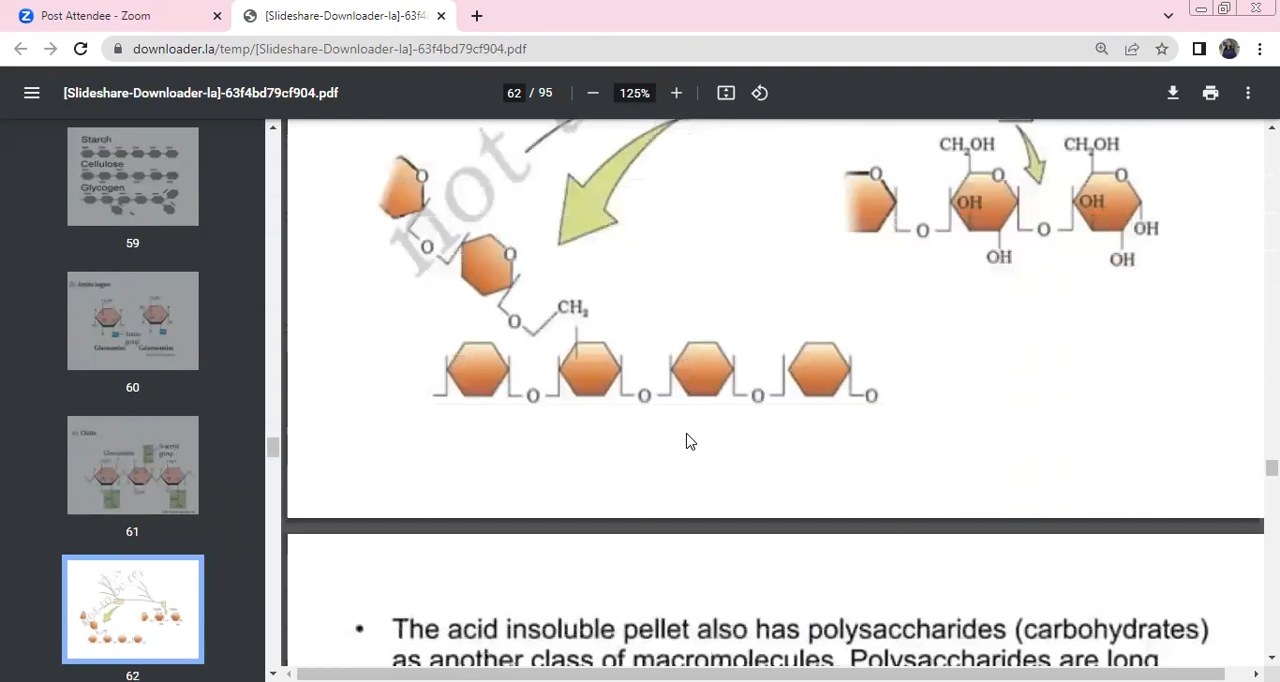 Post Attendee - Zoom
[Slideshare-Downloader-la]-63f4
downloader.la/temp/[Slideshare-Downloader-la]-63f4bd79cf904.pdf
[Slideshare-Downloader-la]-63f4bd79cf904.pdf
62 / 95
125%
Starch
Cellulose
Glycogen
59
60
61
62
not
CH₂OH
CH₂OH
O
O
O
OH
OH
O
O
OH
OH
OH
O
O
O
O
CH₂
O
O
O
O
• The acid insoluble pellet also has polysaccharides (carbohydrates)
as another class of macromolecules. Polysaccharides are long